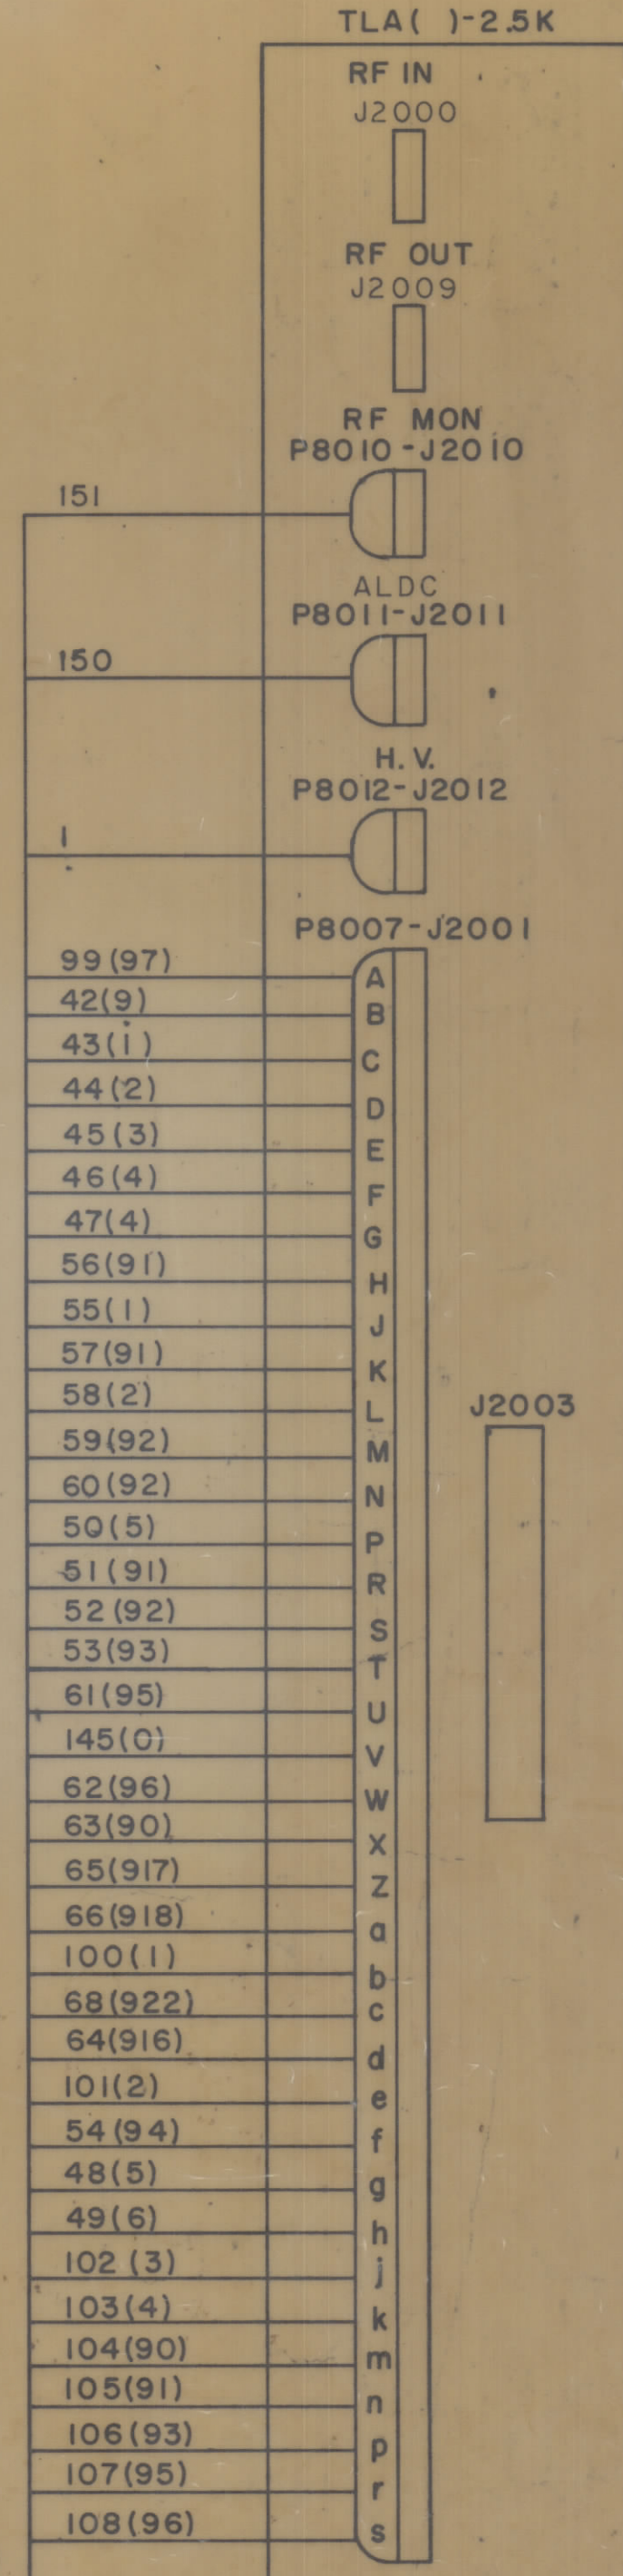 TLA( )-2.5K
RF IN
J2000
RF OUT
J2009
RF MON
P8010-J2010
151
ALDC
P8011-J2011
150
H.V.
P8012-J2012
1
P8007-J2001
99(97) A
42(9) B
43(1) C
44(2) D
45(3) E
46(4) F
47(4) G
56(91) H
55(1) J
57(91) K
58(2) L
J2003
59(92) M
60(92) N
50(5) P
51(91) R
52(92) S
53(93) T
61(95) U
145(0) V
62(96) W
63(90) X
65(917) Z
66(918) a
100(1) b
68(922) c
64(916) d
101(2) e
54(94) f
48(5) g
49(6) h
102(3) j
103(4) k
104(90) m
105(91) n
106(93) p
107(95) r
108(96) s